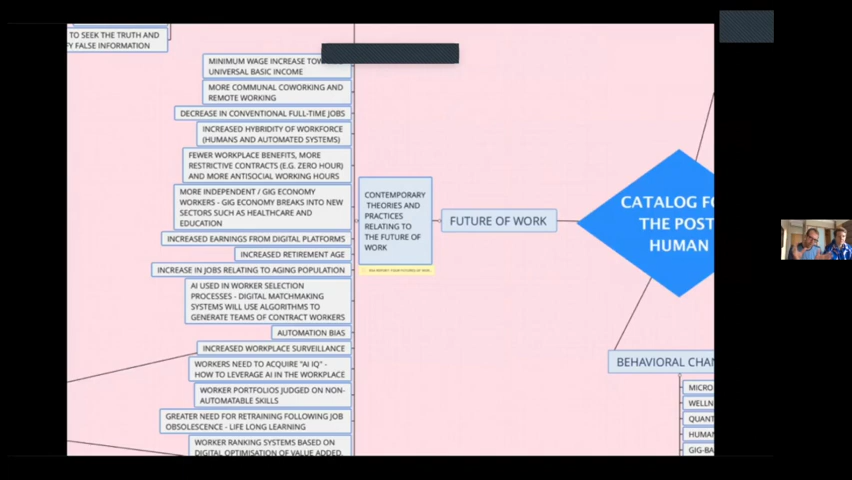 TO SEEK THE TRUTH AND
FALSE INFORMATION
MINIMUM WAGE INCREASE
UNIVERSAL BASIC INCOME
MORE COMMUNAL COWORKING AND
REMOTE WORKING
DECREASE IN CONVENTIONAL FULL-TIME JOBS
INCREASED HYBRIDITY OF WORKFORCE
(HUMANS AND AUTOMATED SYSTEMS)
FEWER WORKPLACE BENEFITS, MORE
RESTRICTIVE CONTRACTS (E.G. ZERO HOUR)
AND MORE ANTISOCIAL WORKING HOURS
MORE INDEPENDENT / GIG ECONOMY
WORKERS - GIG ECONOMY BREAKS INTO NEW
SECTORS SUCH AS HEALTHCARE AND
EDUCATION
INCREASED EARNINGS FROM DIGITAL PLATFORMS
INCREASED RETIREMENT AGE
INCREASE IN JOBS RELATING TO AGING POPULATION
AI USED IN WORKER SELECTION
PROCESSES - DIGITAL MATCHMAKING
SYSTEMS WILL USE ALGORITHMS TO
GENERATE TEAMS OF CONTRACT WORKERS
AUTOMATION BIAS
INCREASED WORKPLACE SURVEILLANCE
WORKERS NEED TO ACQUIRE "AI IQ" -
HOW TO LEVERAGE AI IN THE WORKPLACE
WORKER PORTFOLIOS JUDGED ON NON-
AUTOMATABLE SKILLS
GREATER NEED FOR RETRAINING FOLLOWING JOB
OBSOLESCENCE - LIFE LONG LEARNING
WORKER RANKING SYSTEMS BASED ON
DIGITAL OPTIMISATION OF VALUE ADDED,
CONTEMPORARY
THEORIES AND
PRACTICES
RELATING TO
THE FUTURE OF
WORK
FUTURE OF WORK
CATALOG FO
THE POST
HUMAN
BEHAVIORAL CHAN
MICRO
WELLN
QUANT
HUMAN
GIG-BA